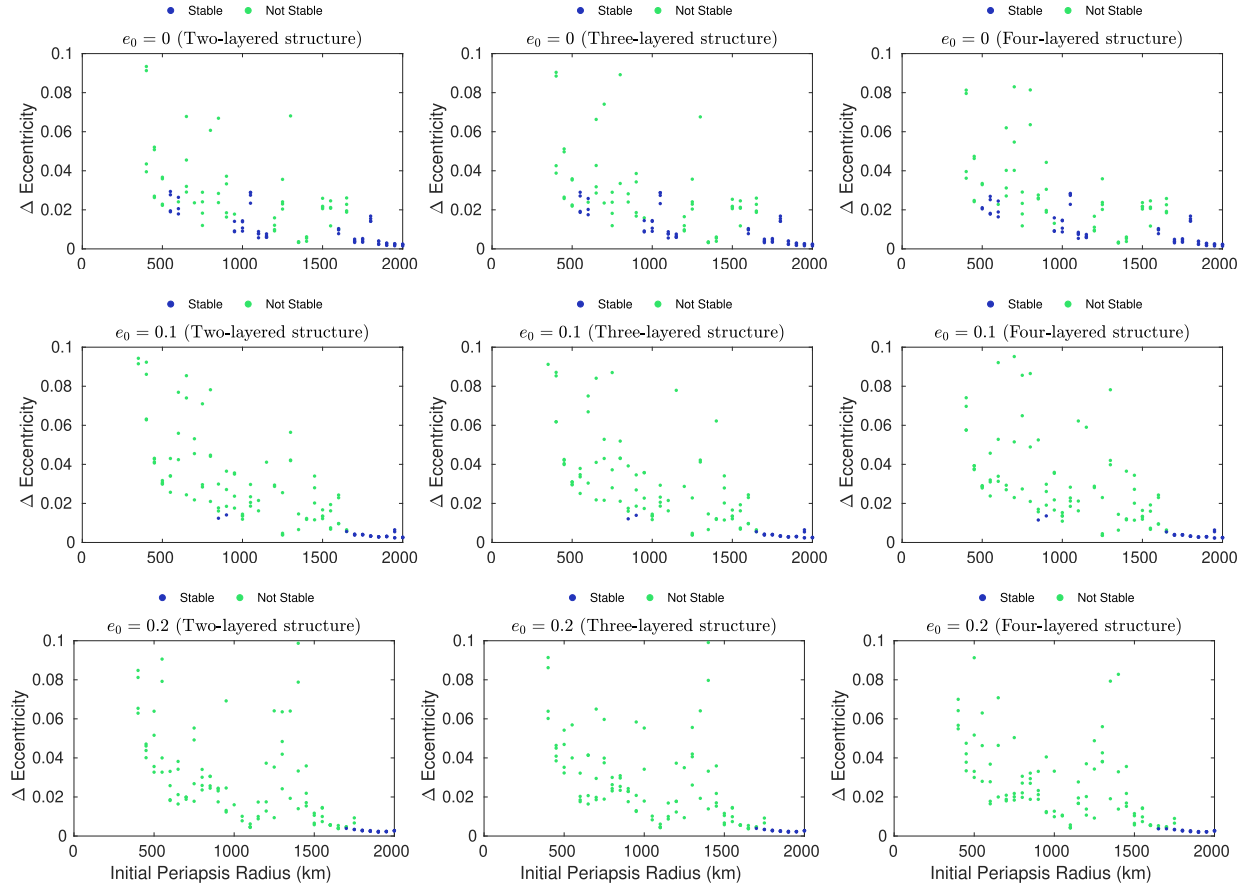 Stable Not Stable
Stable Not Stable
Stable Not Stable
e₀ = 0 (Two-layered structure)
e₀ = 0 (Three-layered structure)
e₀ = 0 (Four-layered structure)
0.1
0.08
0.06
0.04
0.02
0
Δ Eccentricity
0 500 1000 1500 2000
0.1
0.08
0.06
0.04
0.02
0
Δ Eccentricity
0 500 1000 1500 2000
0.1
0.08
0.06
0.04
0.02
0
Δ Eccentricity
0 500 1000 1500 2000
Stable Not Stable
Stable Not Stable
Stable Not Stable
e₀ = 0.1 (Two-layered structure)
e₀ = 0.1 (Three-layered structure)
e₀ = 0.1 (Four-layered structure)
0.1
0.08
0.06
0.04
0.02
0
Δ Eccentricity
0 500 1000 1500 2000
0.1
0.08
0.06
0.04
0.02
0
Δ Eccentricity
0 500 1000 1500 2000
0.1
0.08
0.06
0.04
0.02
0
Δ Eccentricity
0 500 1000 1500 2000
Stable Not Stable
Stable Not Stable
Stable Not Stable
e₀ = 0.2 (Two-layered structure)
e₀ = 0.2 (Three-layered structure)
e₀ = 0.2 (Four-layered structure)
0.1
0.08
0.06
0.04
0.02
0
Δ Eccentricity
0 500 1000 1500 2000
Initial Periapsis Radius (km)
0.1
0.08
0.06
0.04
0.02
0
Δ Eccentricity
0 500 1000 1500 2000
Initial Periapsis Radius (km)
0.1
0.08
0.06
0.04
0.02
0
Δ Eccentricity
0 500 1000 1500 2000
Initial Periapsis Radius (km)